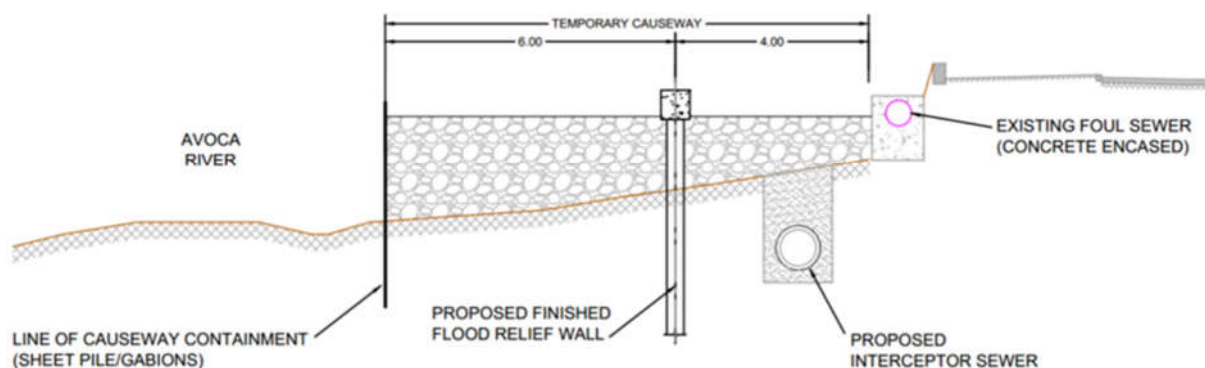 TEMPORARY CAUSEWAY
6.00
4.00
AVOCA
RIVER
EXISTING FOUL SEWER
(CONCRETE ENCASED)
LINE OF CAUSEWAY CONTAINMENT
(SHEET PILE/GABIONS)
PROPOSED FINISHED
FLOOD RELIEF WALL
PROPOSED
INTERCEPTOR SEWER